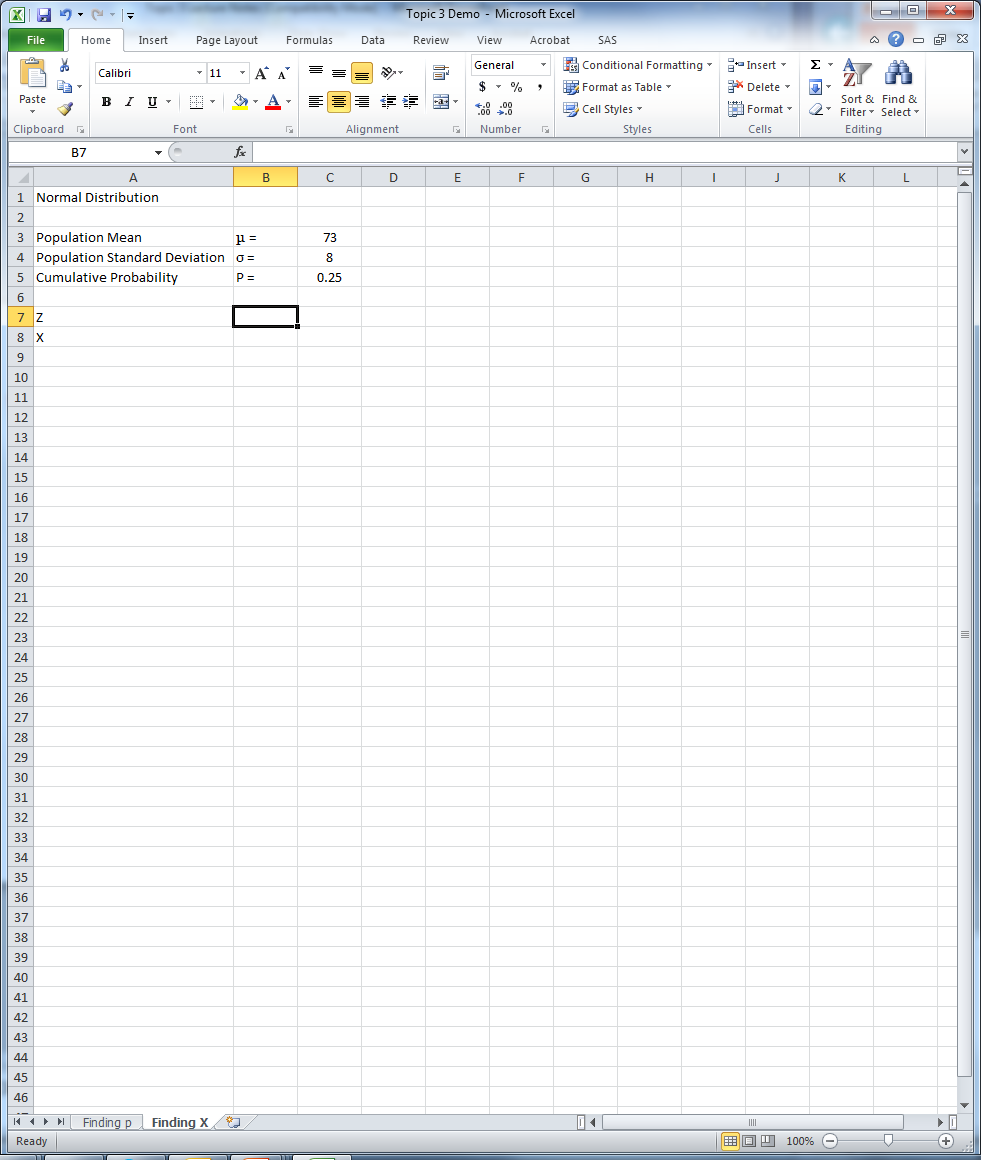 Topic 3 Demo - Microsoft Excel
File Home Insert Page Layout Formulas Data Review View Acrobat SAS
Calibri 11 General Conditional Formatting Insert Σ
Paste B I U $ % , Format as Table Delete Sort & Filter Find & Select
Cell Styles Format
Clipboard Font Alignment Number Styles Cells Editing
B7 fx
A B C D E F G H I J K L
1 Normal Distribution
2
3 Population Mean µ = 73
4 Population Standard Deviation σ = 8
5 Cumulative Probability P = 0.25
6
7 Z
8 X
9
10
11
12
13
14
15
16
17
18
19
20
21
22
23
24
25
26
27
28
29
30
31
32
33
34
35
36
37
38
39
40
41
42
43
44
45
46
Finding p Finding X
Ready 100%